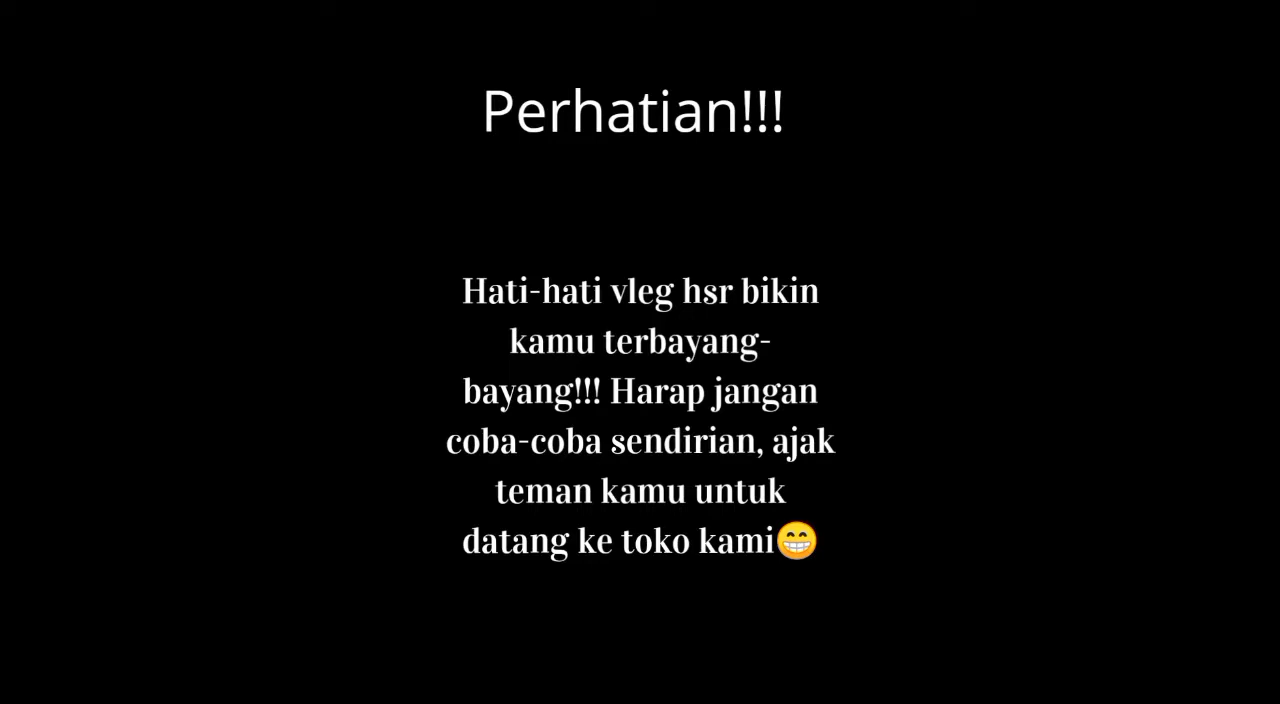 Perhatian!!!
Hati-hati vleg hsr bikin
kamu terbayang-
bayang!!! Harap jangan
coba-coba sendirian, ajak
teman kamu untuk
datang ke toko kami😁